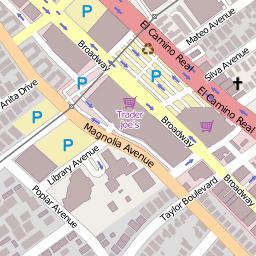 El Camino Real
Mateo Avenue
Broadway
Silva Avenue
Anita Drive
P
P
P
P
P
El Camino Real
Trader
Joe's
Broadway
Magnolia Avenue
Library Avenue
Broadway
Poplar Avenue
Taylor Boulevard